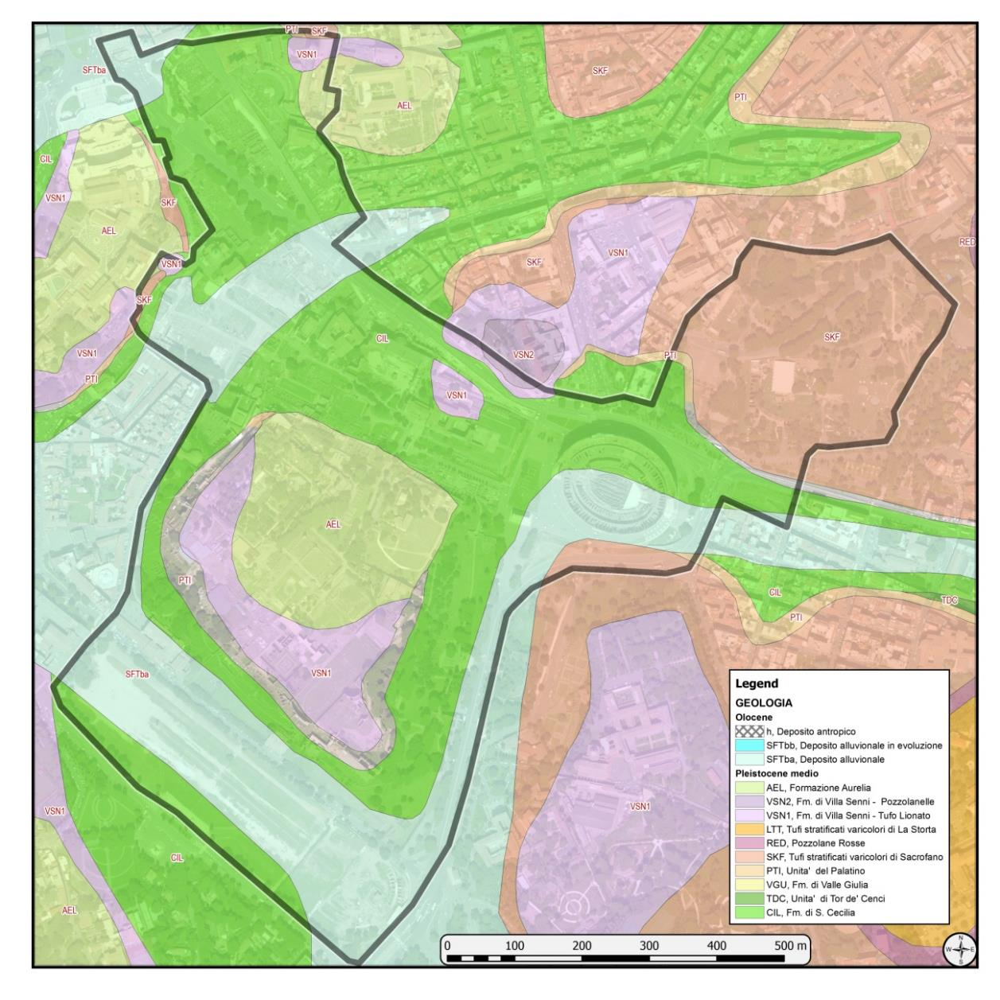 PTI SKF
VSN1
SFTba
SKF
AEL
PTI
CIL
VSN1
SKF
AEL
RED
VSN1
SKF
VSN1
SKF
CIL
SKF
VSN1
VSN2
PTI
PTI
VSN1
AEL
PTI
CIL
TDC
PTI
VSN1
SFTba
VSN1
VSN1
CIL
AEL
Legend
GEOLOGIA
Olocene
h, Deposito antropico
SFTbb, Deposito alluvionale in evoluzione
SFTba, Deposito alluvionale
Pleistocene medio
AEL, Formazione Aurelia
VSN2, Fm. di Villa Senni - Pozzolanelle
VSN1, Fm. di Villa Senni - Tufo Lionato
LTT, Tufi stratificati varicolori di La Storta
RED, Pozzolane Rosse
SKF, Tufi stratificati varicolori di Sacrofano
PTI, Unita' del Palatino
VGU, Fm. di Valle Giulia
TDC, Unita' di Tor de' Cenci
CIL, Fm. di S. Cecilia
0 100 200 300 400 500 m
N
W E
S